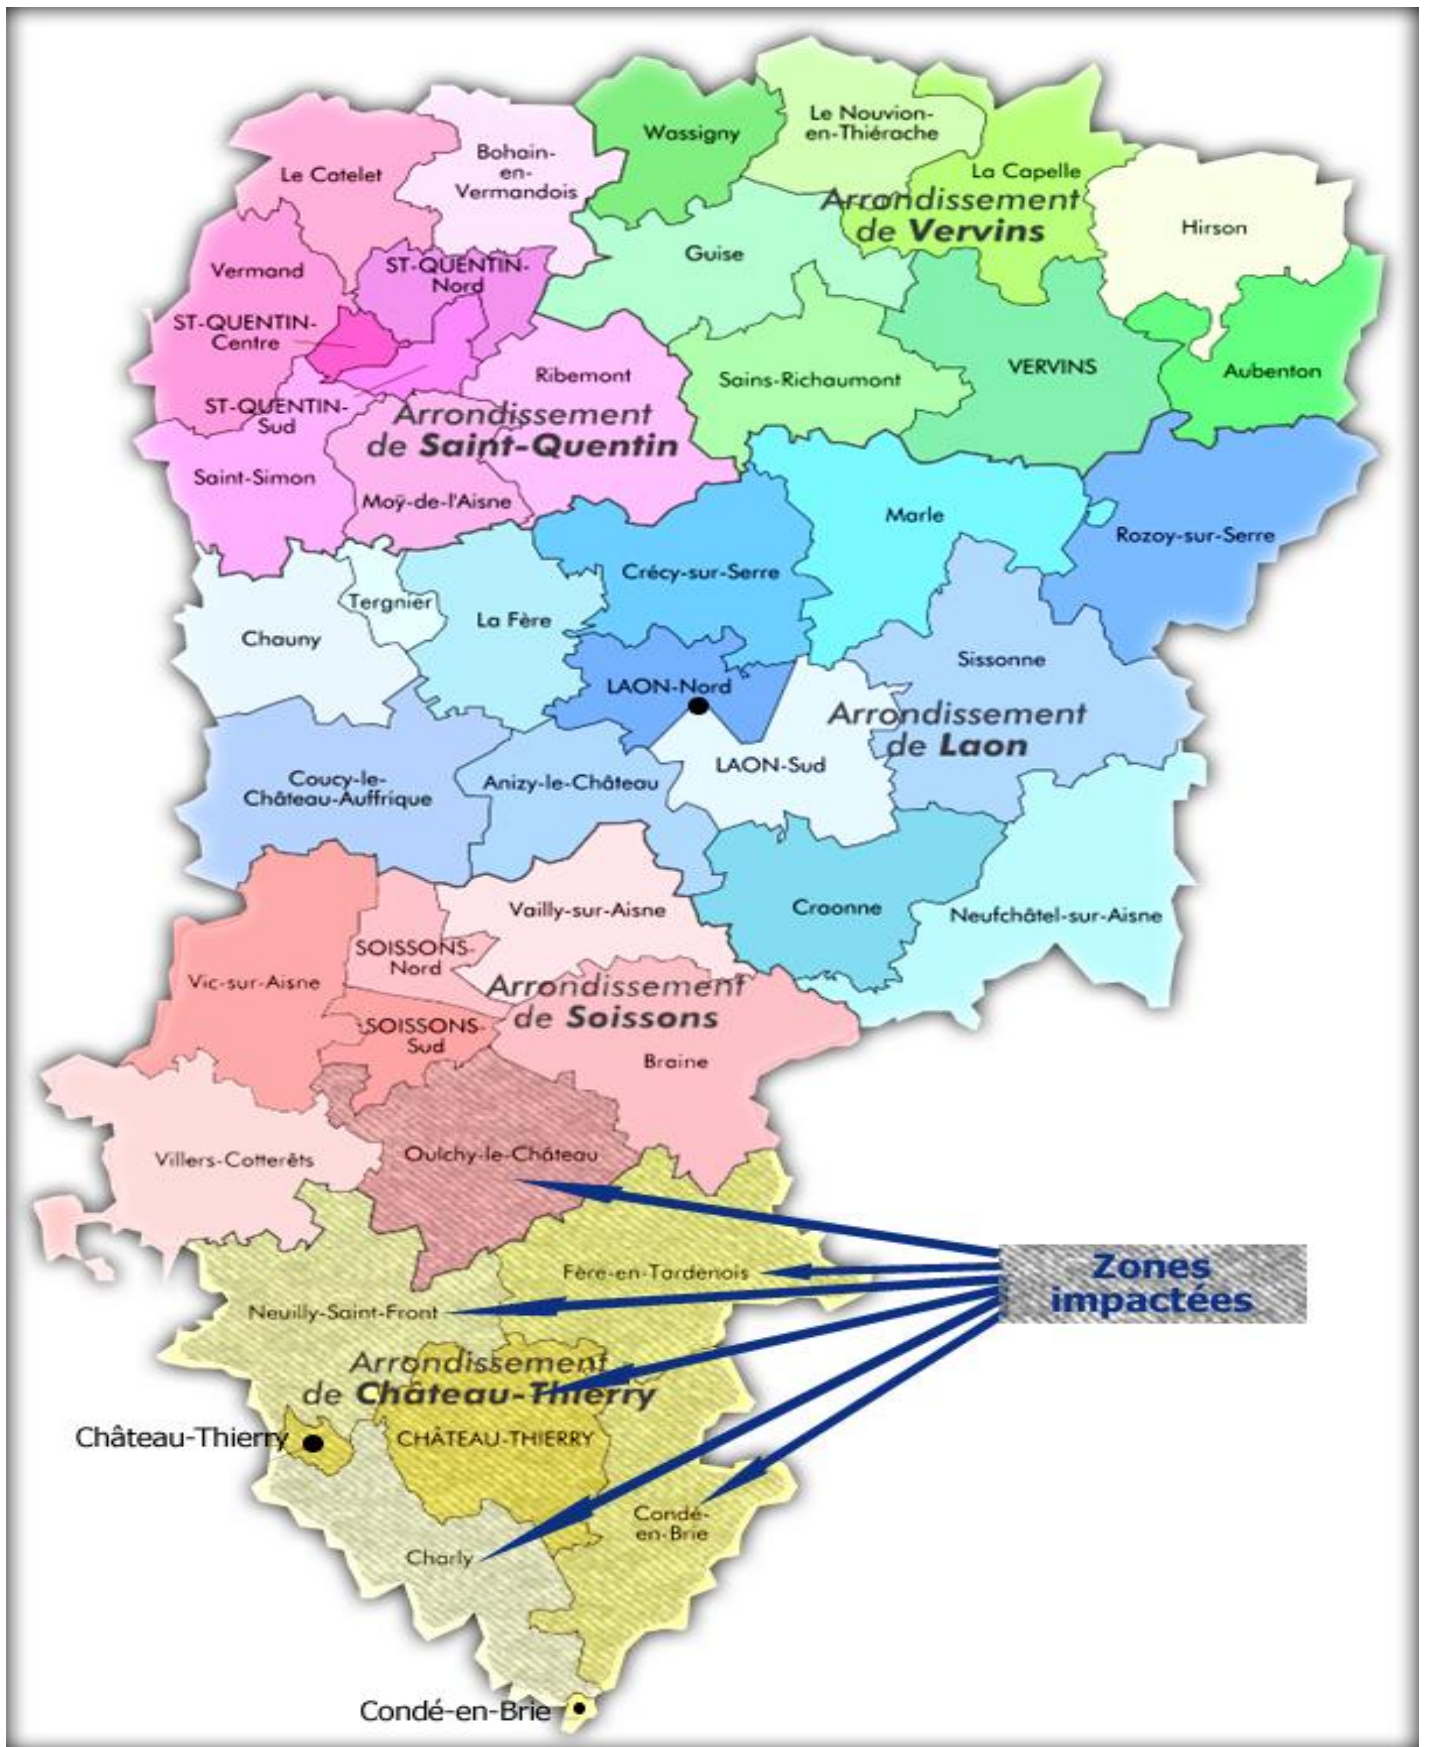 Le Nouvion-
en-Thiérache
Wassigny
Bohain-
en-
Vermandois
Le Catelet
La Capelle
Arrondissement
de Vervins
Hirson
Guise
Vermand
ST-QUENTIN-
Nord
ST-QUENTIN-
Centre
Ribemont
Sains-Richaumont
VERVINS
Aubenton
ST-QUENTIN-
Sud
Arrondissement
de Saint-Quentin
Saint-Simon
Moÿ-de-l'Aisne
Marle
Rozoy-sur-Serre
Crécy-sur-Serre
Tergnier
La Fère
Chauny
Sissonne
LAON-Nord
Arrondissement
de Laon
LAON-Sud
Coucy-le-
Château-Auffrique
Anizy-le-Château
Vailly-sur-Aisne
Craonne
Neufchâtel-sur-Aisne
SOISSONS-
Nord
Vic-sur-Aisne
Arrondissement
de Soissons
SOISSONS-
Sud
Braine
Villers-Cotterêts
Oulchy-le-Château
Fère-en-Tardenois
Zones
impactées
Neuilly-Saint-Front
Arrondissement
de Château-Thierry
Château-Thierry
CHÂTEAU-THIERRY
Condé-
en-Brie
Charly
Condé-en-Brie